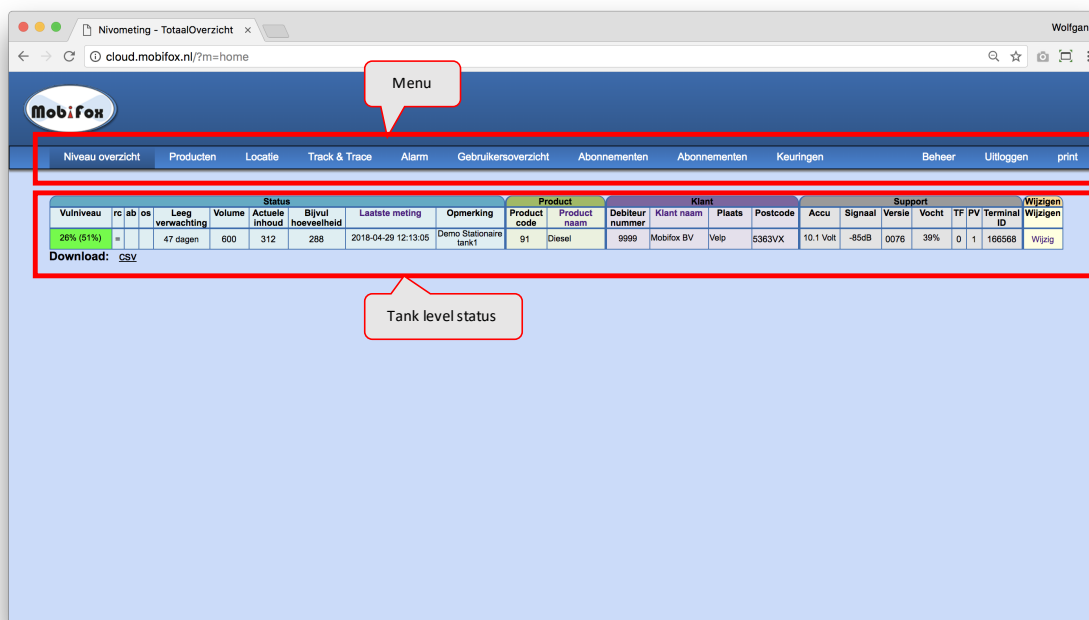 Nivometing - TotaalOverzicht ×
Wolfgan
cloud.mobifox.nl/?m=home
Menu
MobiFox
Niveau overzicht Producten Locatie Track & Trace Alarm Gebruikersoverzicht Abonnementen Abonnementen Keuringen Beheer Uitloggen print
Status Product Klant Support Wijzigen
Vulniveau rc ab os Leeg verwachting Volume Actuele inhoud Bijvul hoeveelheid Laatste meting Opmerking Product code Product naam Debiteur nummer Klant naam Plaats Postcode Accu Signaal Versie Vocht TF PV Terminal ID Wijzigen
26% (51%) = 47 dagen 600 312 288 2018-04-29 12:13:05 Demo Stationaire tank1 91 Diesel 9999 Mobifox BV Velp 5363VX 10.1 Volt -85dB 0076 39% 0 1 166568 Wijzig
Download: CSV
Tank level status